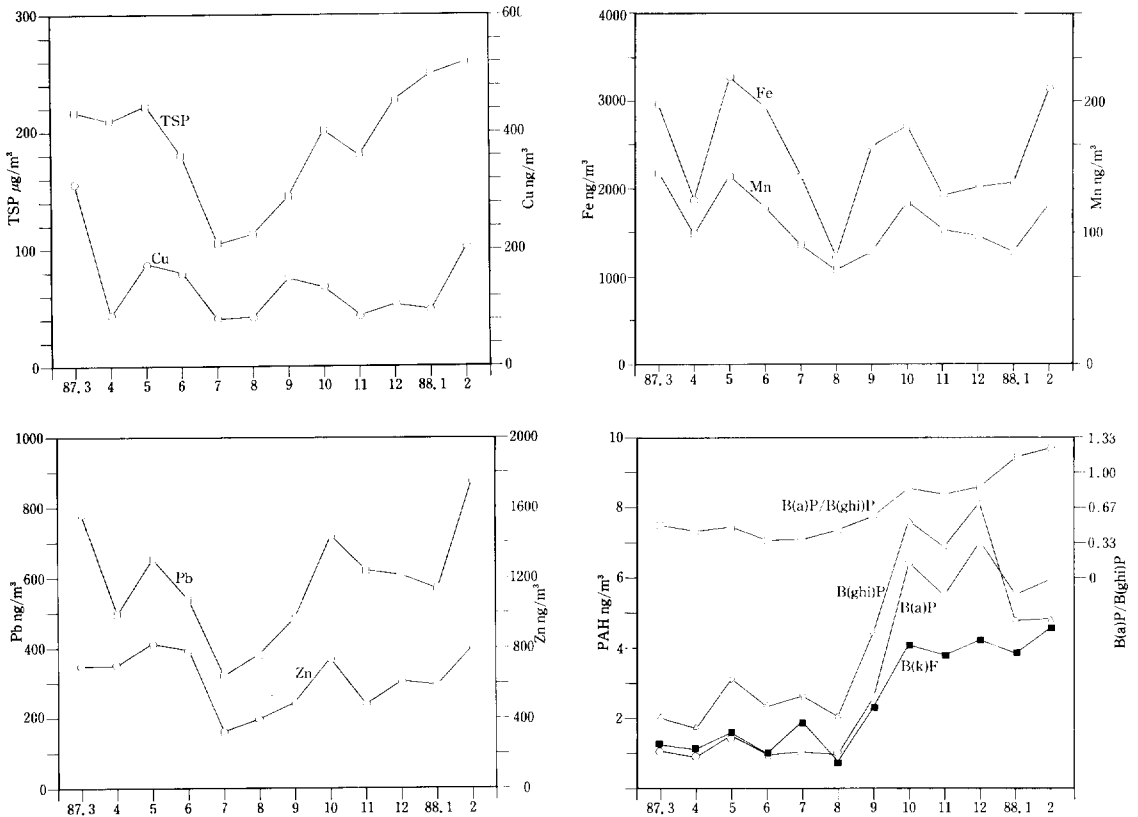 300
200
100
0
TSP μg/m³
600
400
200
0
Cu ng/m³
TSP
Cu
87.3 4 5 6 7 8 9 10 11 12 88.1 2
4000
3000
2000
1000
0
Fe ng/m³
200
100
0
Mn ng/m³
Fe
Mn
87.3 4 5 6 7 8 9 10 11 12 88.1 2
1000
800
600
400
200
0
Pb ng/m³
2000
1600
1200
800
400
0
Zn ng/m³
Pb
Zn
87.3 4 5 6 7 8 9 10 11 12 88.1 2
10
8
6
4
2
PAH ng/m³
1.33
1.00
0.67
0.33
0
B(a)P/B(ghi)P
B(a)P/B(ghi)P
B(ghi)P
B(a)P
B(k)F
87.3 4 5 6 7 8 9 10 11 12 88.1 2